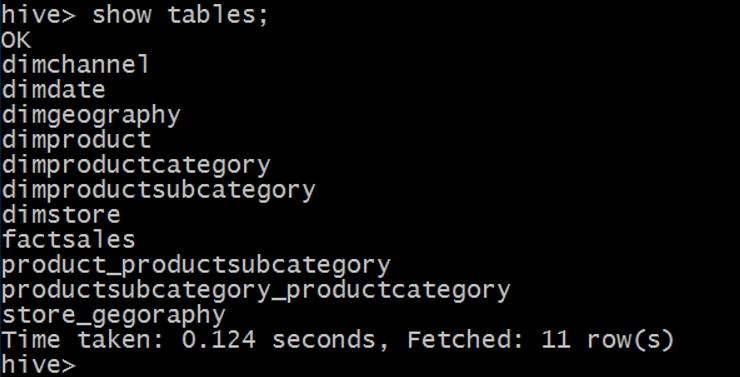 hive> show tables;
OK
dimchannel
dimdate
dimgeography
dimproduct
dimproductcategory
dimproductsubcategory
dimstore
factsales
product_productsubcategory
productsubcategory_productcategory
store_gegoraphy
Time taken: 0.124 seconds, Fetched: 11 row(s)
hive>